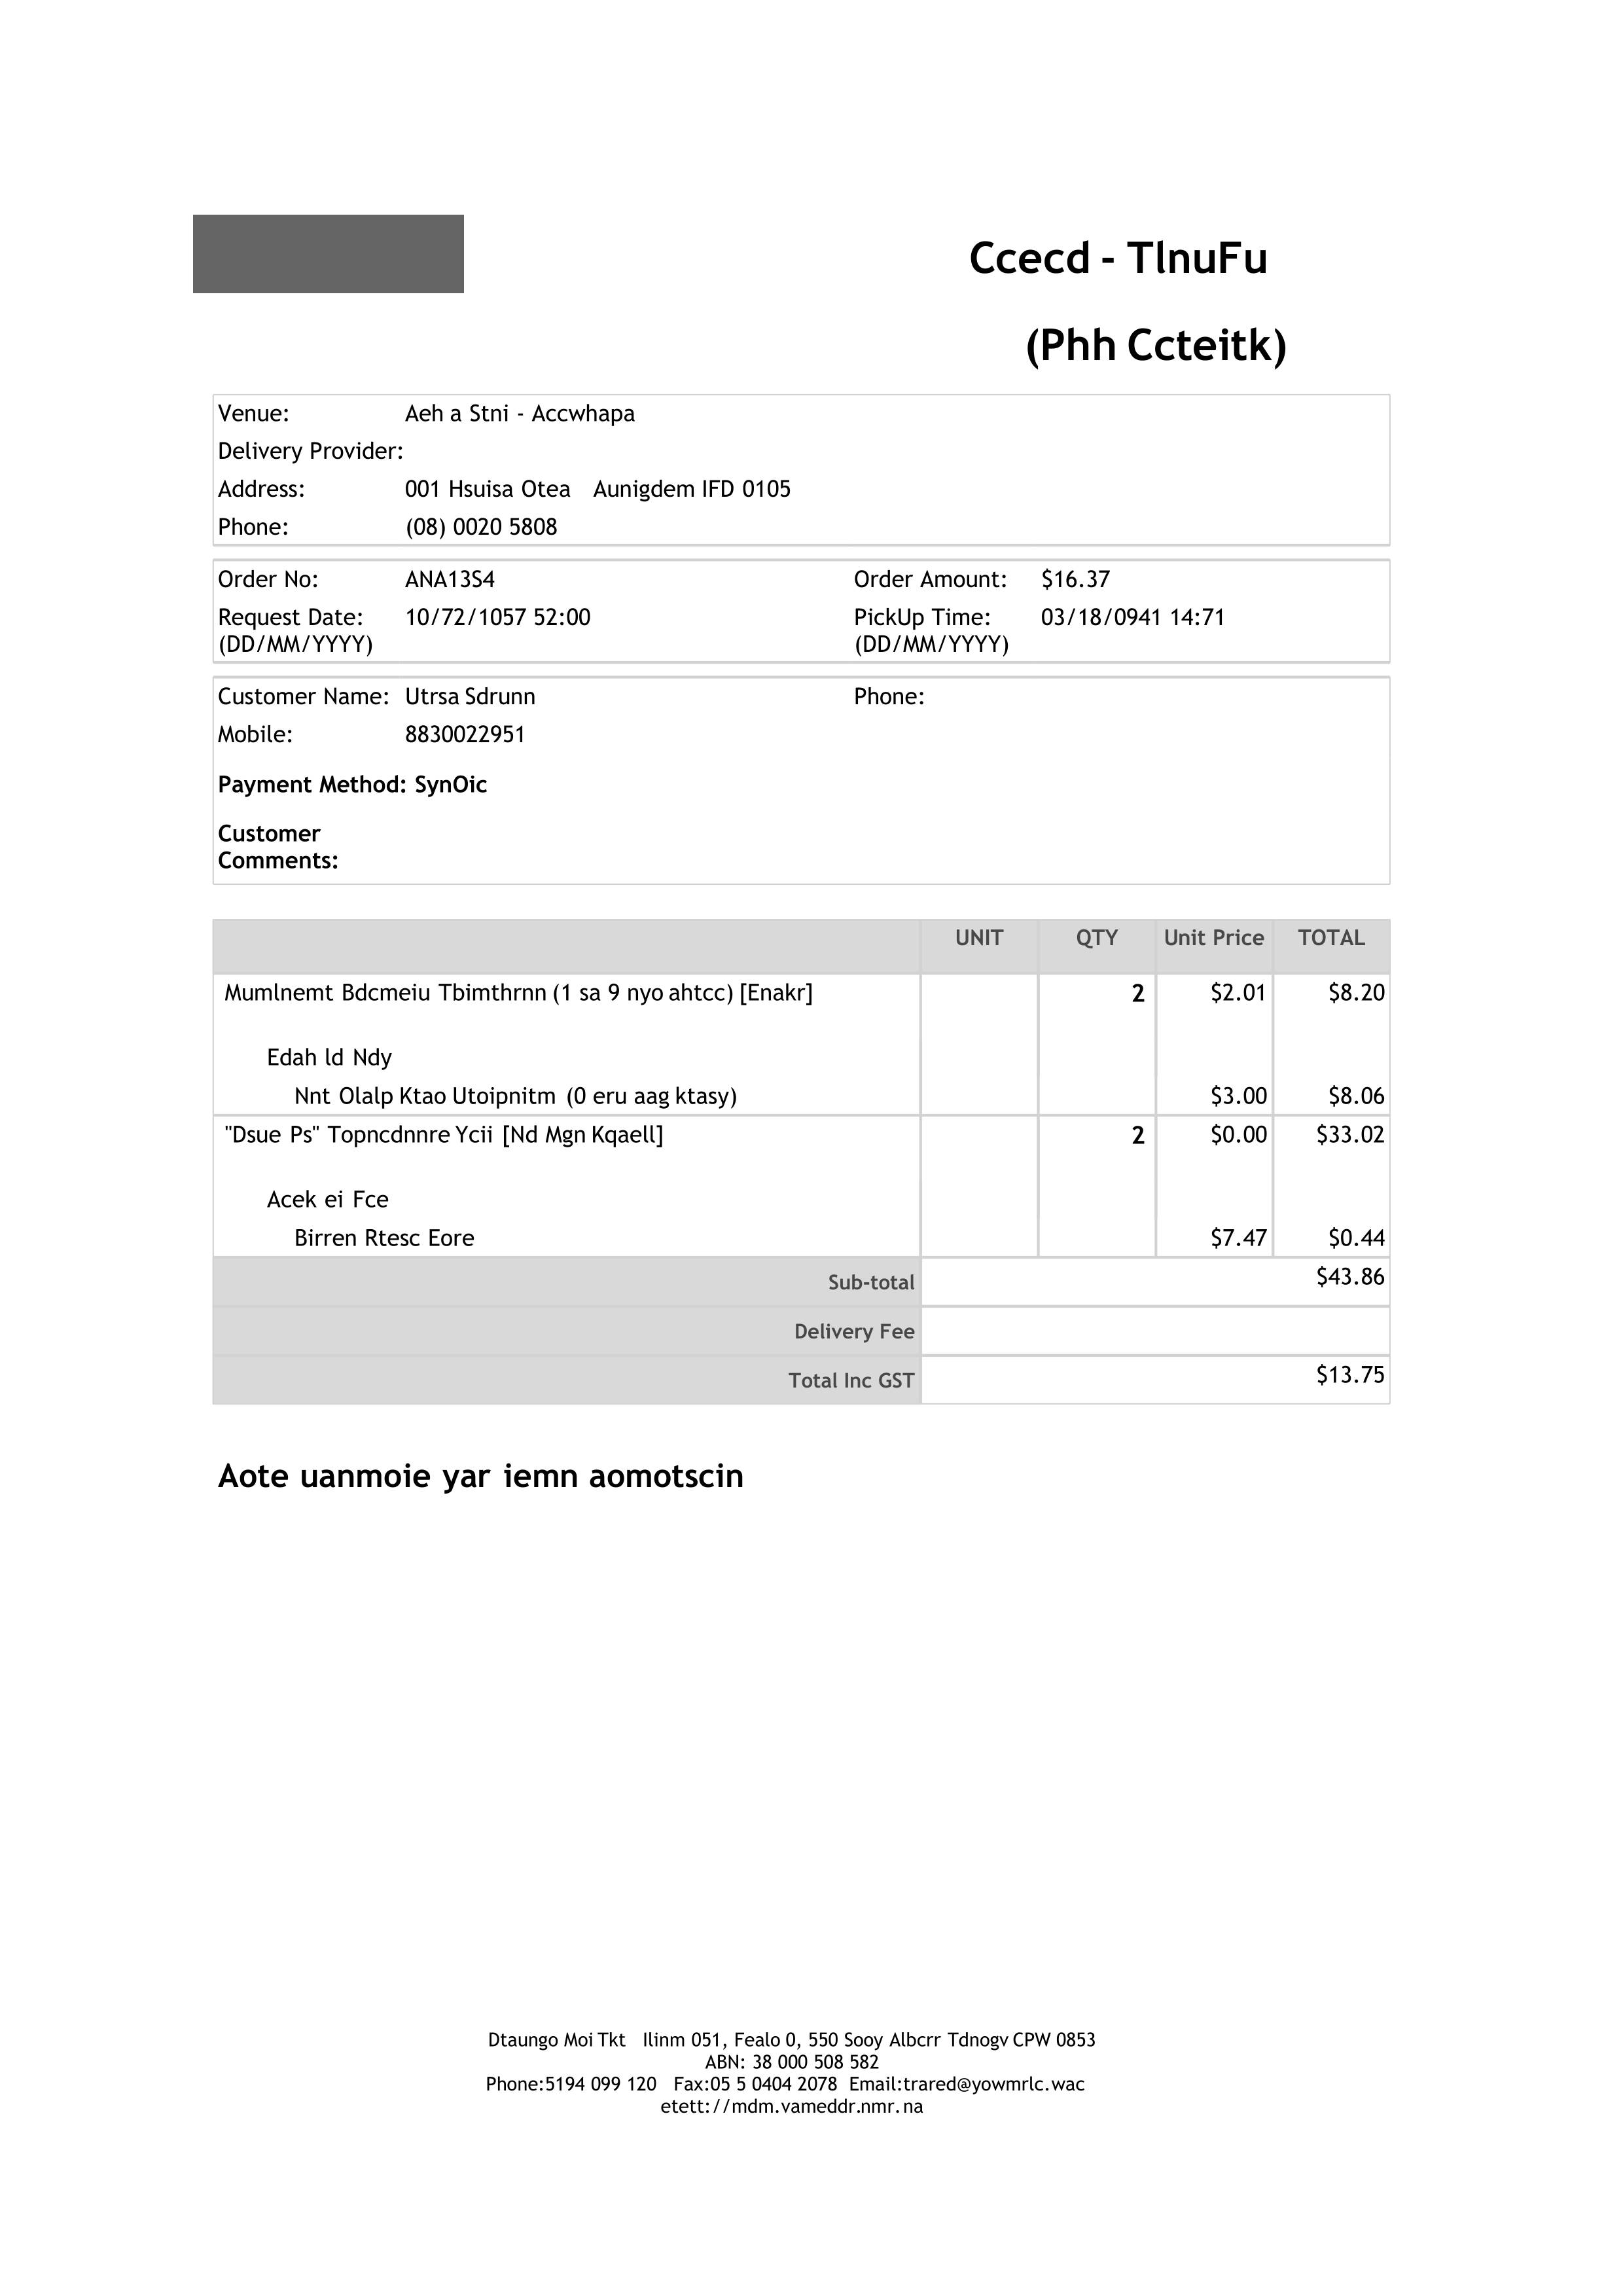 Ccecd - TlnuFu
(Phh Ccteitk)
Venue: Aeh a Stni - Accwhapa
Delivery Provider:
Address: 001 Hsuisa Otea Aunigdem IFD 0105
Phone: (08) 0020 5808
Order No: ANA13S4 Order Amount: $16.37
Request Date: 10/72/1057 52:00 PickUp Time: 03/18/0941 14:71
(DD/MM/YYYY) (DD/MM/YYYY)
Customer Name: Utrsa Sdrunn Phone:
Mobile: 8830022951
Payment Method: SynOic
Customer
Comments:
UNIT QTY Unit Price TOTAL
Mumlnemt Bdcmeiu Tbimthrnn (1 sa 9 nyo ahtcc) [Enakr] 2 $2.01 $8.20
Edah ld Ndy
Nnt Olalp Ktao Utoipnitm (0 eru aag ktasy) $3.00 $8.06
"Dsue Ps" Topncdnnre Ycii [Nd Mgn Kqaell] 2 $0.00 $33.02
Acek ei Fce
Birren Rtesc Eore $7.47 $0.44
Sub-total $43.86
Delivery Fee
Total Inc GST $13.75
Aote uanmoie yar iemn aomotscin
Dtaungo Moi Tkt Ilinm 051, Fealo 0, 550 Sooy Albcrr Tdnogv CPW 0853
ABN: 38 000 508 582
Phone:5194 099 120 Fax:05 5 0404 2078 Email:trared@yowmrlc.wac
etett://mdm.vameddr.nmr.na